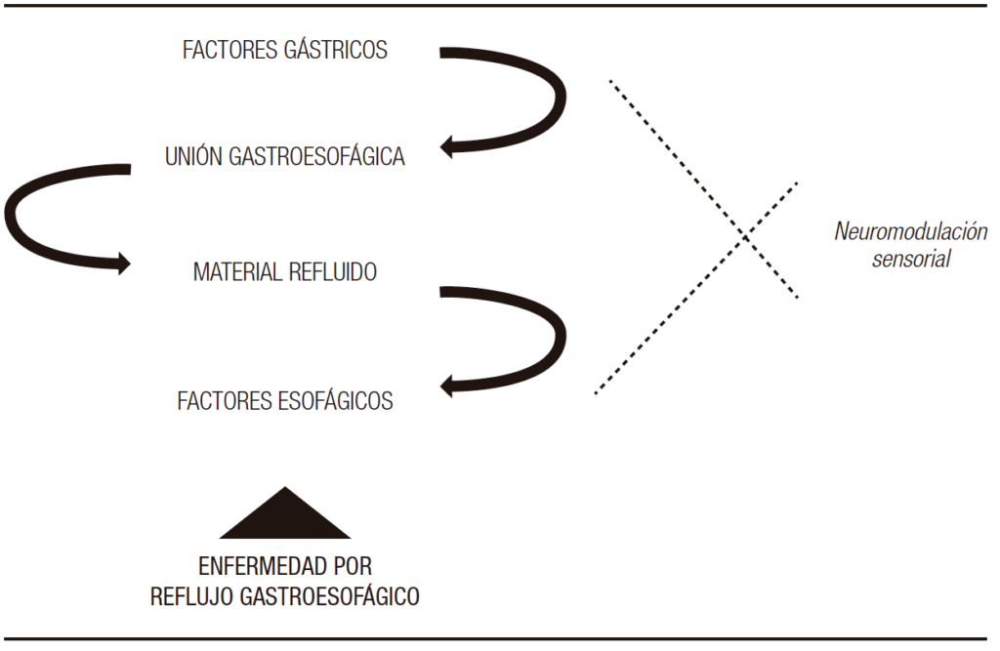 FACTORES GÁSTRICOS
UNIÓN GASTROESOFÁGICA
MATERIAL REFLUIDO
FACTORES ESOFÁGICOS
Neuromodulación
sensorial
ENFERMEDAD POR
REFLUJO GASTROESOFÁGICO